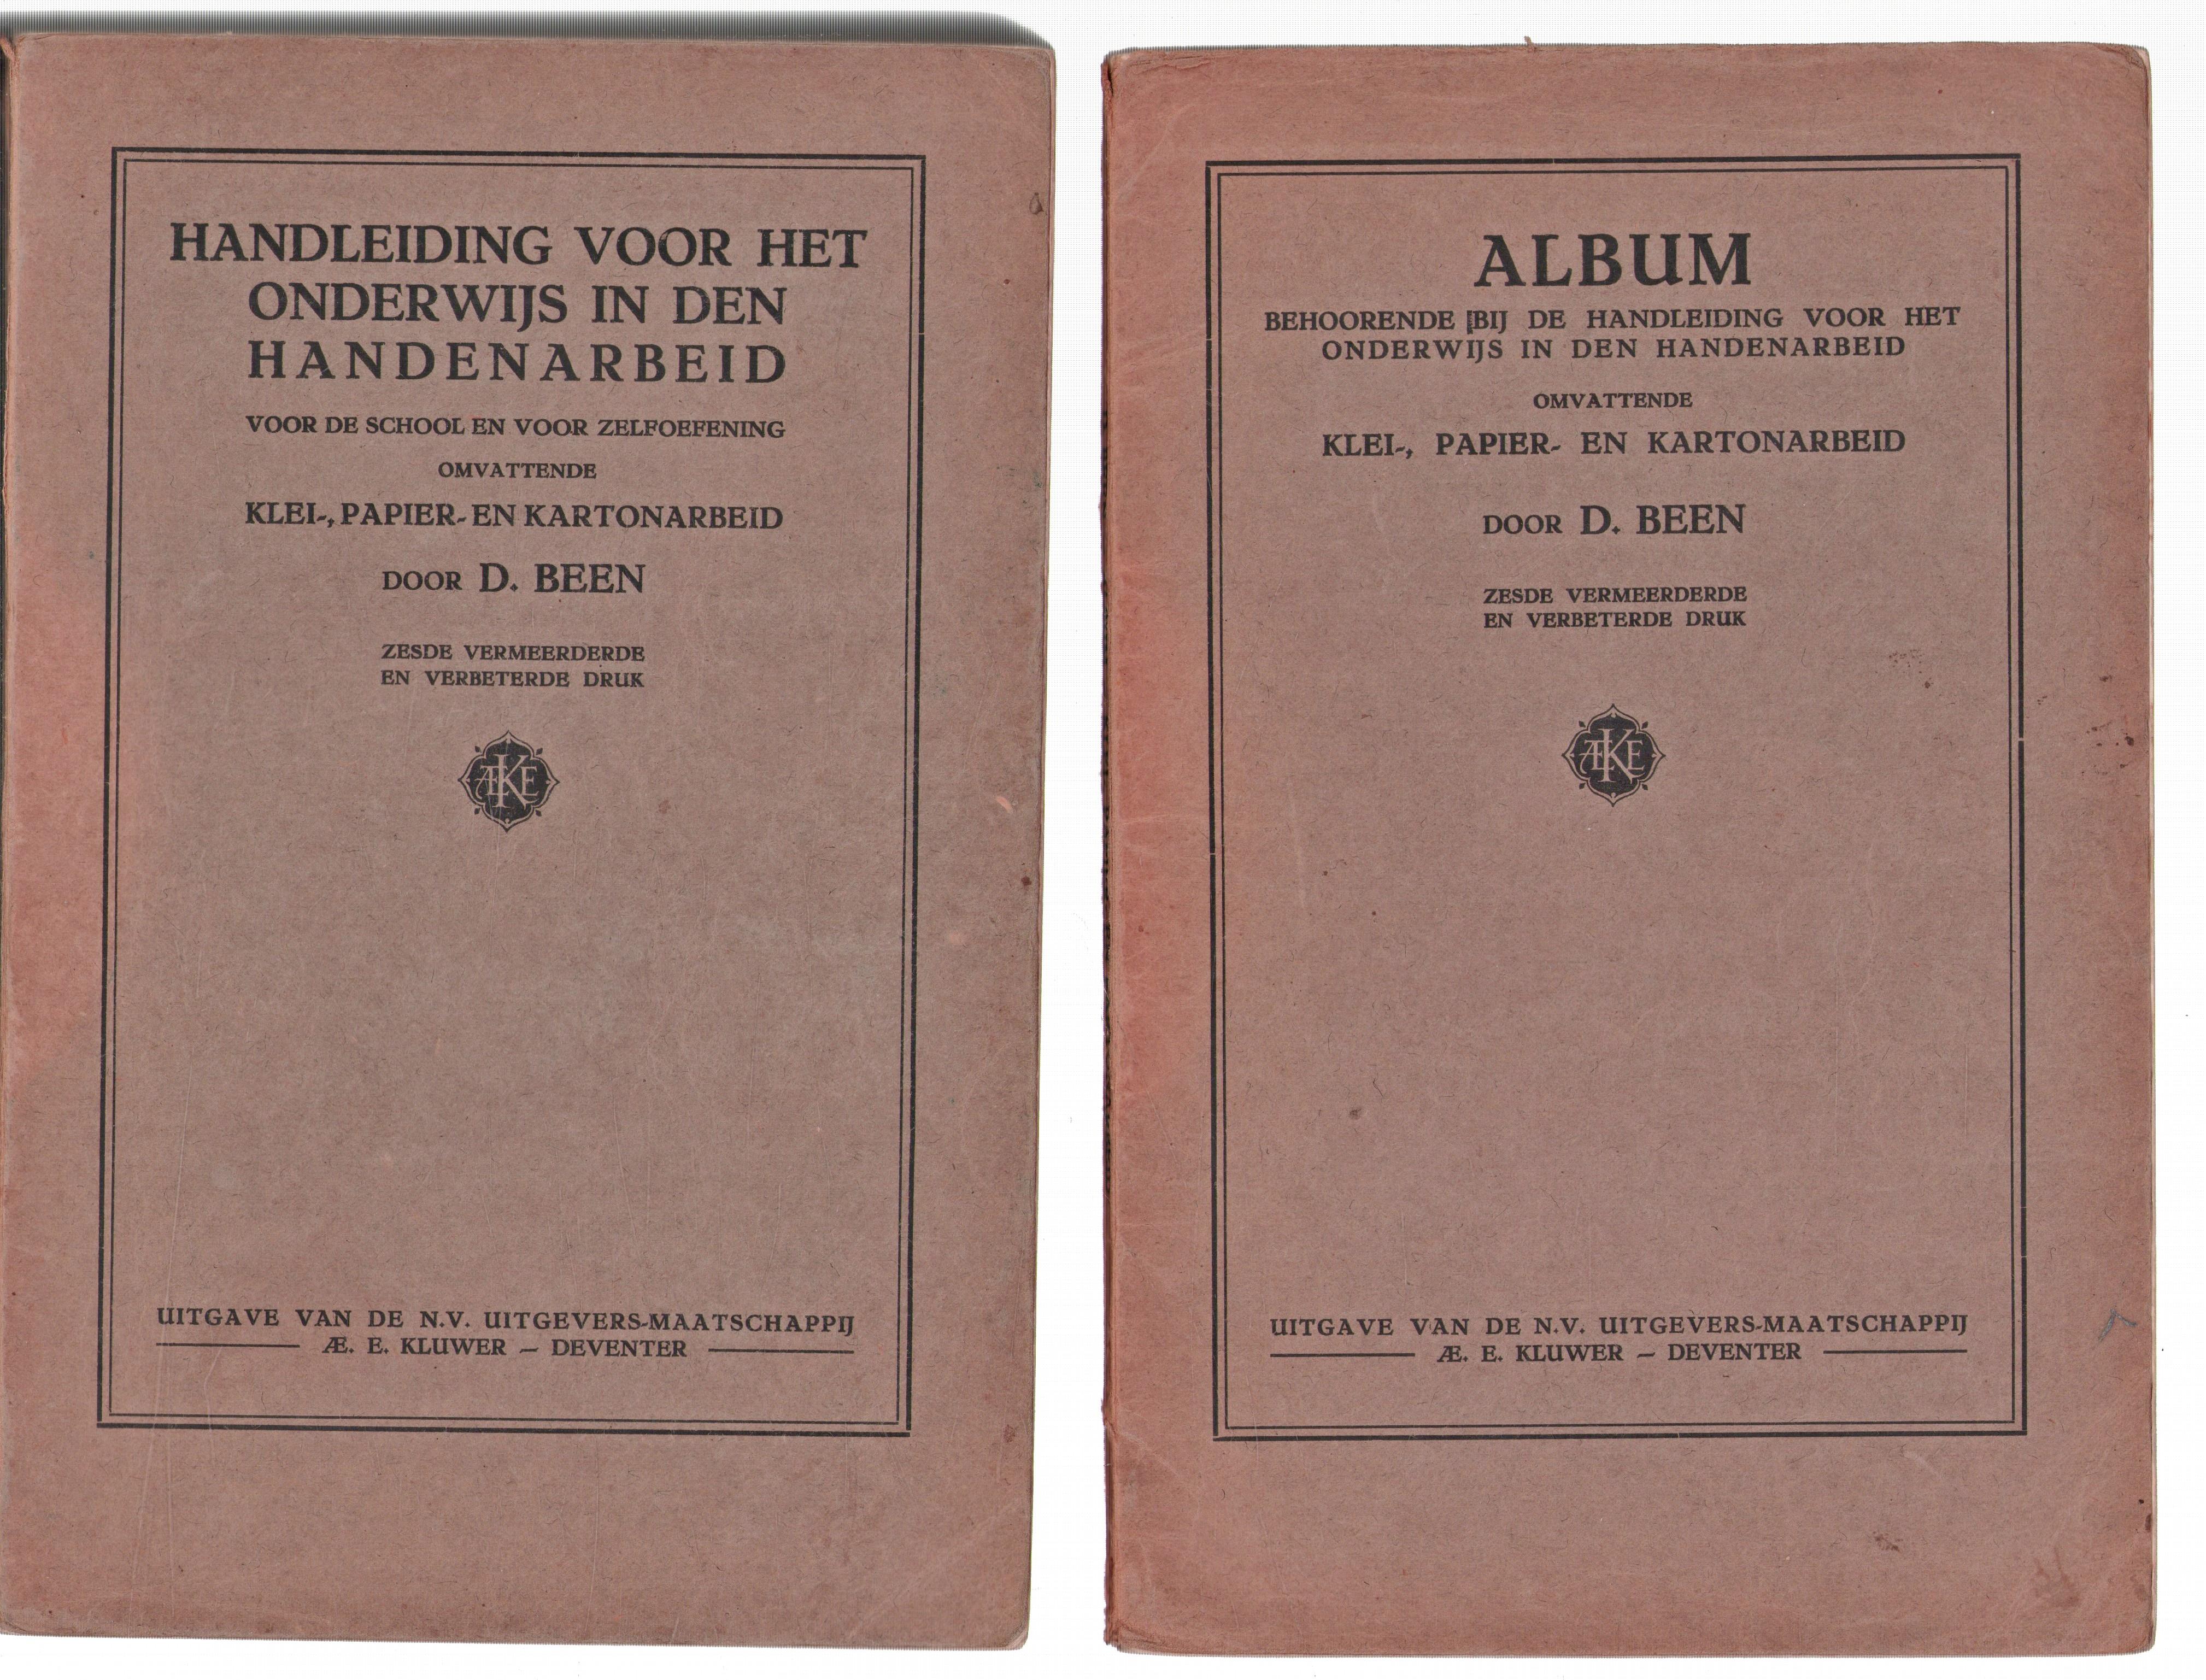 HANDLEIDING VOOR HET
ONDERWIJS IN DEN
HANDENARBEID
VOOR DE SCHOOL EN VOOR ZELFOEFENING
OMVATTENDE
KLEI-, PAPIER- EN KARTONARBEID
DOOR D. BEEN
ZESDE VERMEERDERDE
EN VERBETERDE DRUK
ÆKE
UITGAVE VAN DE N.V. UITGEVERS-MAATSCHAPPIJ
Æ. E. KLUWER — DEVENTER
ALBUM
BEHOORENDE BIJ DE HANDLEIDING VOOR HET
ONDERWIJS IN DEN HANDENARBEID
OMVATTENDE
KLEI-, PAPIER- EN KARTONARBEID
DOOR D. BEEN
ZESDE VERMEERDERDE
EN VERBETERDE DRUK
ÆKE
UITGAVE VAN DE N.V. UITGEVERS-MAATSCHAPPIJ
Æ. E. KLUWER — DEVENTER